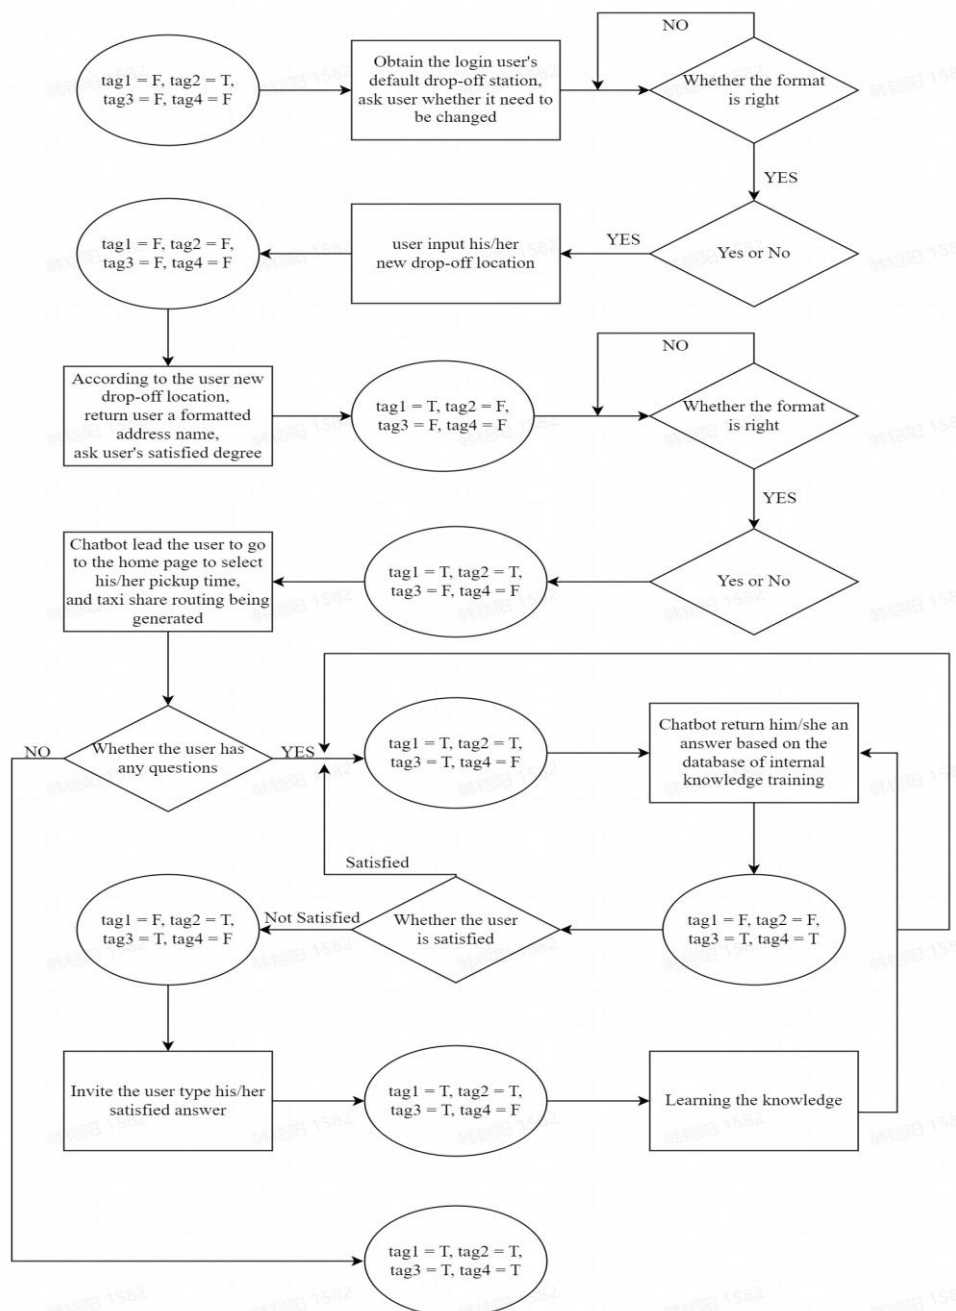 NO
tag1 = F, tag2 = T,
tag3 = F, tag4 = F
Obtain the login user's
default drop-off station,
ask user whether it need to
be changed
Whether the format
is right
YES
tag1 = F, tag2 = F,
tag3 = F, tag4 = F
user input his/her
new drop-off location
YES
Yes or No
NO
According to the user new
drop-off location,
return user a formatted
address name,
ask user's satisfied degree
tag1 = T, tag2 = F,
tag3 = F, tag4 = F
Whether the format
is right
YES
Chatbot lead the user to go
to the home page to select
his/her pickup time,
and taxi share routing being
generated
tag1 = T, tag2 = T,
tag3 = F, tag4 = F
Yes or No
NO
Whether the user has
any questions
YES
tag1 = T, tag2 = T,
tag3 = T, tag4 = F
Chatbot return him/she an
answer based on the
database of internal
knowledge training
Satisfied
tag1 = F, tag2 = T,
tag3 = T, tag4 = F
Not Satisfied
Whether the user
is satisfied
tag1 = F, tag2 = F,
tag3 = T, tag4 = T
Invite the user type his/her
satisfied answer
tag1 = T, tag2 = T,
tag3 = T, tag4 = F
Learning the knowledge
tag1 = T, tag2 = T,
tag3 = T, tag4 = T